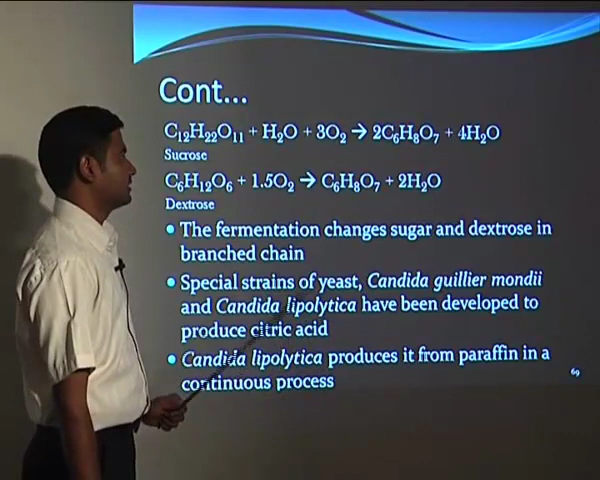 Cont...
C₁₂H₂₂O₁₁ + H₂O + 3O₂ → 2C₆H₈O₇ + 4H₂O
Sucrose
C₆H₁₂O₆ + 1.5O₂ → C₆H₈O₇ + 2H₂O
Dextrose
• The fermentation changes sugar and dextrose in
branched chain
• Special strains of yeast, Candida guillier mondii
and Candida lipolytica have been developed to
produce citric acid
• Candida lipolytica produces it from paraffin in a
continuous process
69